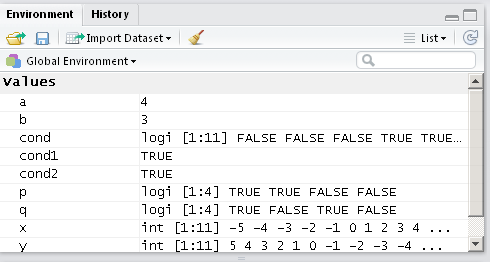 Environment History
Import Dataset List
Global Environment
Values
a 4
b 3
cond logi [1:11] FALSE FALSE FALSE TRUE TRUE...
cond1 TRUE
cond2 TRUE
p logi [1:4] TRUE TRUE FALSE FALSE
q logi [1:4] TRUE FALSE TRUE FALSE
x int [1:11] -5 -4 -3 -2 -1 0 1 2 3 4 ...
y int [1:11] 5 4 3 2 1 0 -1 -2 -3 -4 ...